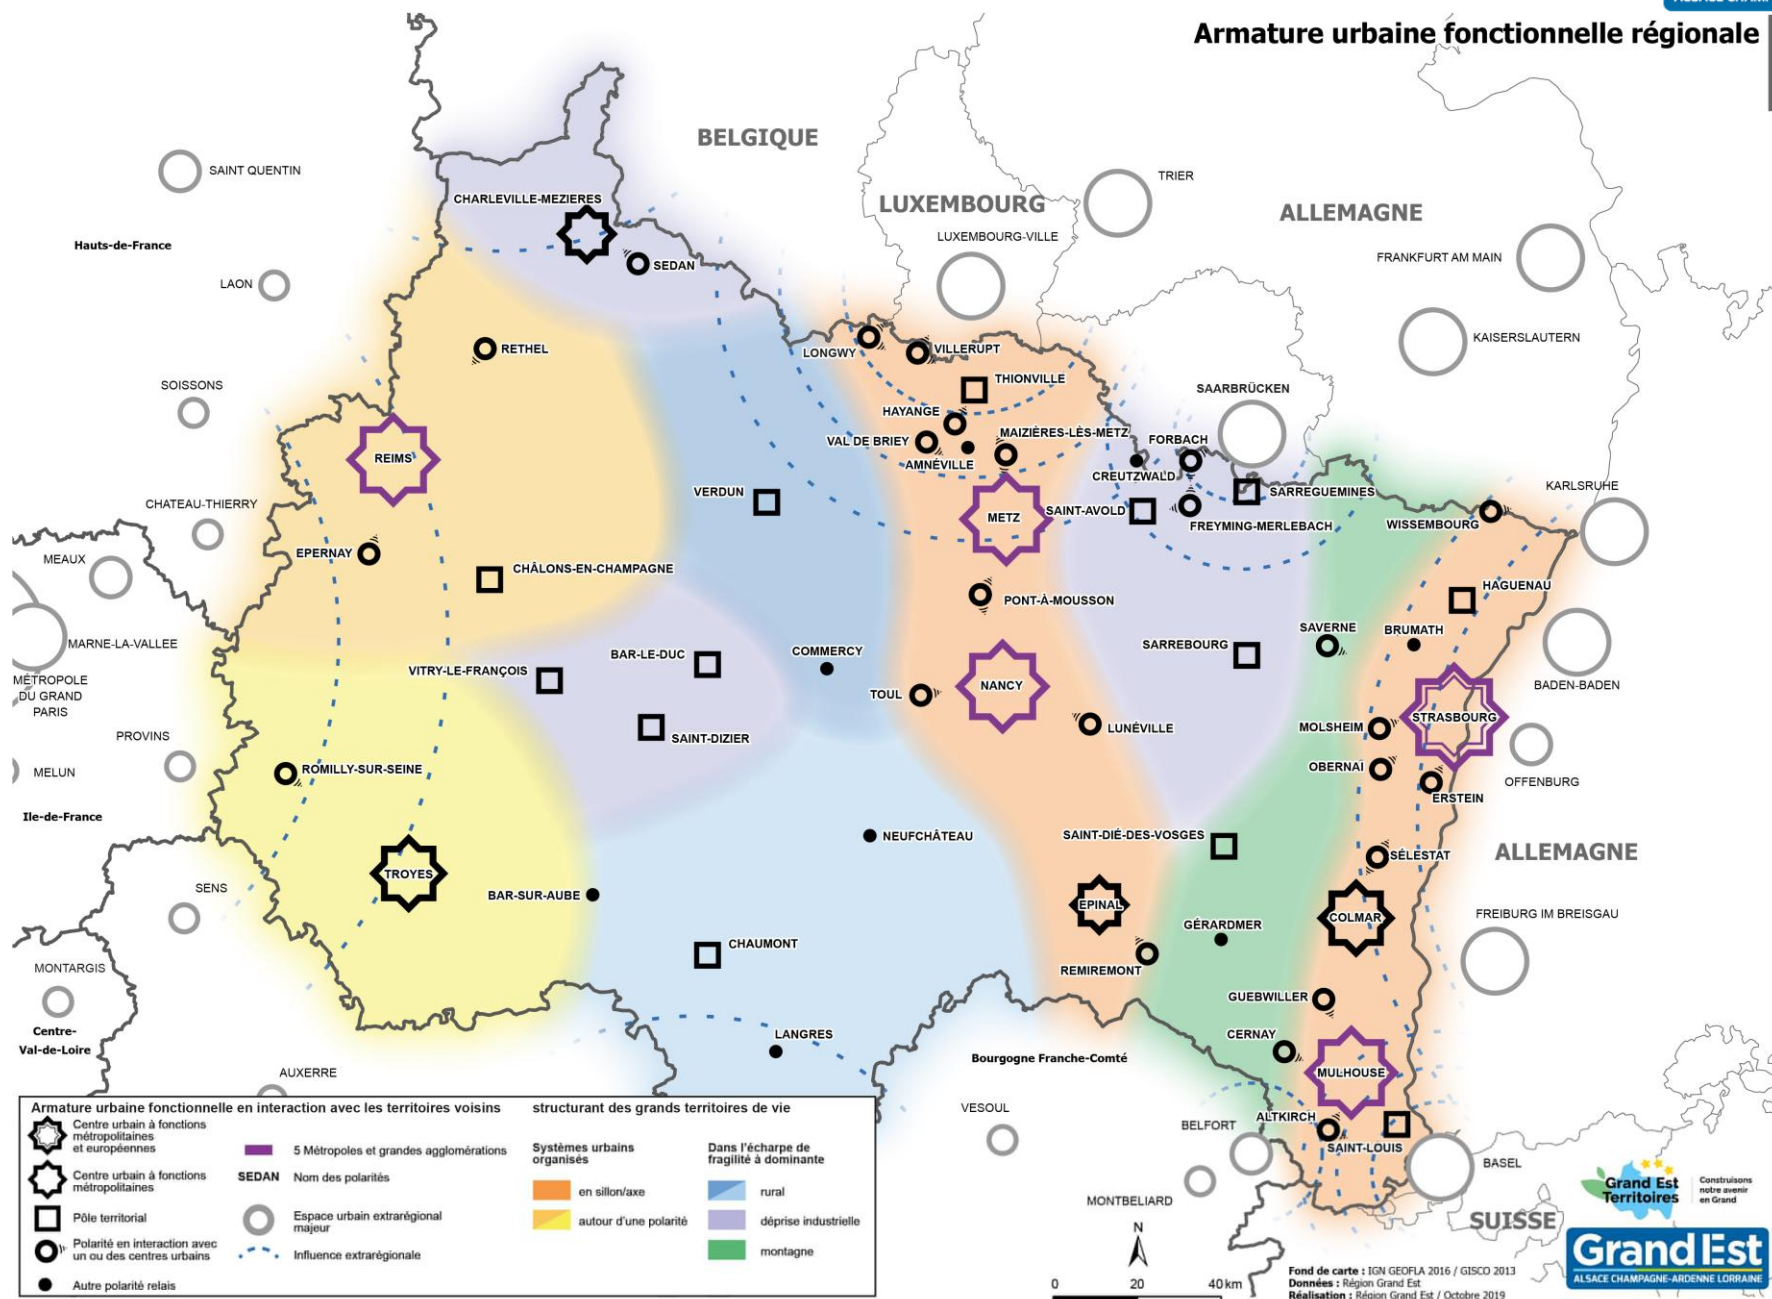 Armature urbaine fonctionnelle régionale
BELGIQUE
SAINT QUENTIN
TRIER
CHARLEVILLE-MEZIERES
LUXEMBOURG
ALLEMAGNE
Hauts-de-France
LUXEMBOURG-VILLE
SEDAN
FRANKFURT AM MAIN
LAON
RETHEL
LONGWY
VILLERUPT
KAISERSLAUTERN
THIONVILLE
SOISSONS
SAARBRÜCKEN
HAYANGE
VAL DE BRIEY
MAIZIÈRES-LÈS-METZ
FORBACH
REIMS
AMNÉVILLE
CREUTZWALD
KARLSRUHE
VERDUN
SARREGUEMINES
CHATEAU-THIERRY
METZ
SAINT-AVOLD
FREYMING-MERLEBACH
WISSEMBOURG
EPERNAY
MEAUX
CHÂLONS-EN-CHAMPAGNE
HAGUENAU
PONT-À-MOUSSON
SAVERNE
BRUMATH
MARNE-LA-VALLEE
SARREBOURG
BAR-LE-DUC
COMMERCY
VITRY-LE-FRANÇOIS
MÉTROPOLE
DU GRAND
PARIS
TOUL
NANCY
BADEN-BADEN
STRASBOURG
LUNÉVILLE
MOLSHEIM
PROVINS
SAINT-DIZIER
MELUN
ROMILLY-SUR-SEINE
OBERNAI
OFFENBURG
ERSTEIN
Ile-de-France
NEUFCHÂTEAU
SAINT-DIÉ-DES-VOSGES
SÉLESTAT
ALLEMAGNE
TROYES
SENS
BAR-SUR-AUBE
EPINAL
COLMAR
FREIBURG IM BREISGAU
GÉRARDMER
CHAUMONT
MONTARGIS
REMIREMONT
GUEBWILLER
Centre-
Val-de-Loire
LANGRES
CERNAY
Bourgogne Franche-Comté
AUXERRE
MULHOUSE
VESOUL
ALTKIRCH
BELFORT
SAINT-LOUIS
BASEL
MONTBELIARD
SUISSE
Armature urbaine fonctionnelle en interaction avec les territoires voisins
structurant des grands territoires de vie
Centre urbain à fonctions
métropolitaines
et européennes
Centre urbain à fonctions
métropolitaines
Pôle territorial
Polarité en interaction avec
un ou des centres urbains
Autre polarité relais
5 Métropoles et grandes agglomérations
SEDAN Nom des polarités
Espace urbain extrarégional
majeur
Influence extrarégionale
Systèmes urbains
organisés
en sillon/axe
autour d'une polarité
Dans l'écharpe de
fragilité à dominante
rural
déprise industrielle
montagne
N
0 20 40 km
Fond de carte : IGN GEOFLA 2016 / GISCO 2013
Données : Région Grand Est
Réalisation : Région Grand Est / Octobre 2019
Grand Est
Territoires
Construisons
notre avenir
en Grand
Grand Est
ALSACE CHAMPAGNE-ARDENNE LORRAINE